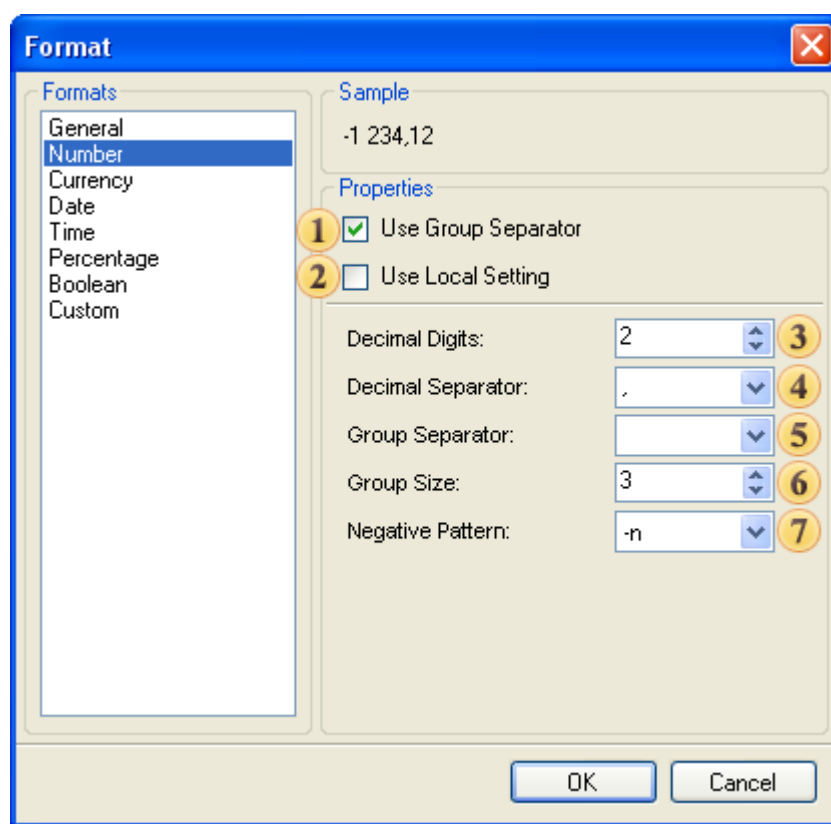 Format
Formats
General
Number
Currency
Date
Time
Percentage
Boolean
Custom
Sample
-1 234,12
Properties
1 Use Group Separator
2 Use Local Setting
Decimal Digits: 2 3
Decimal Separator: , 4
Group Separator: 5
Group Size: 3 6
Negative Pattern: -n 7
OK Cancel